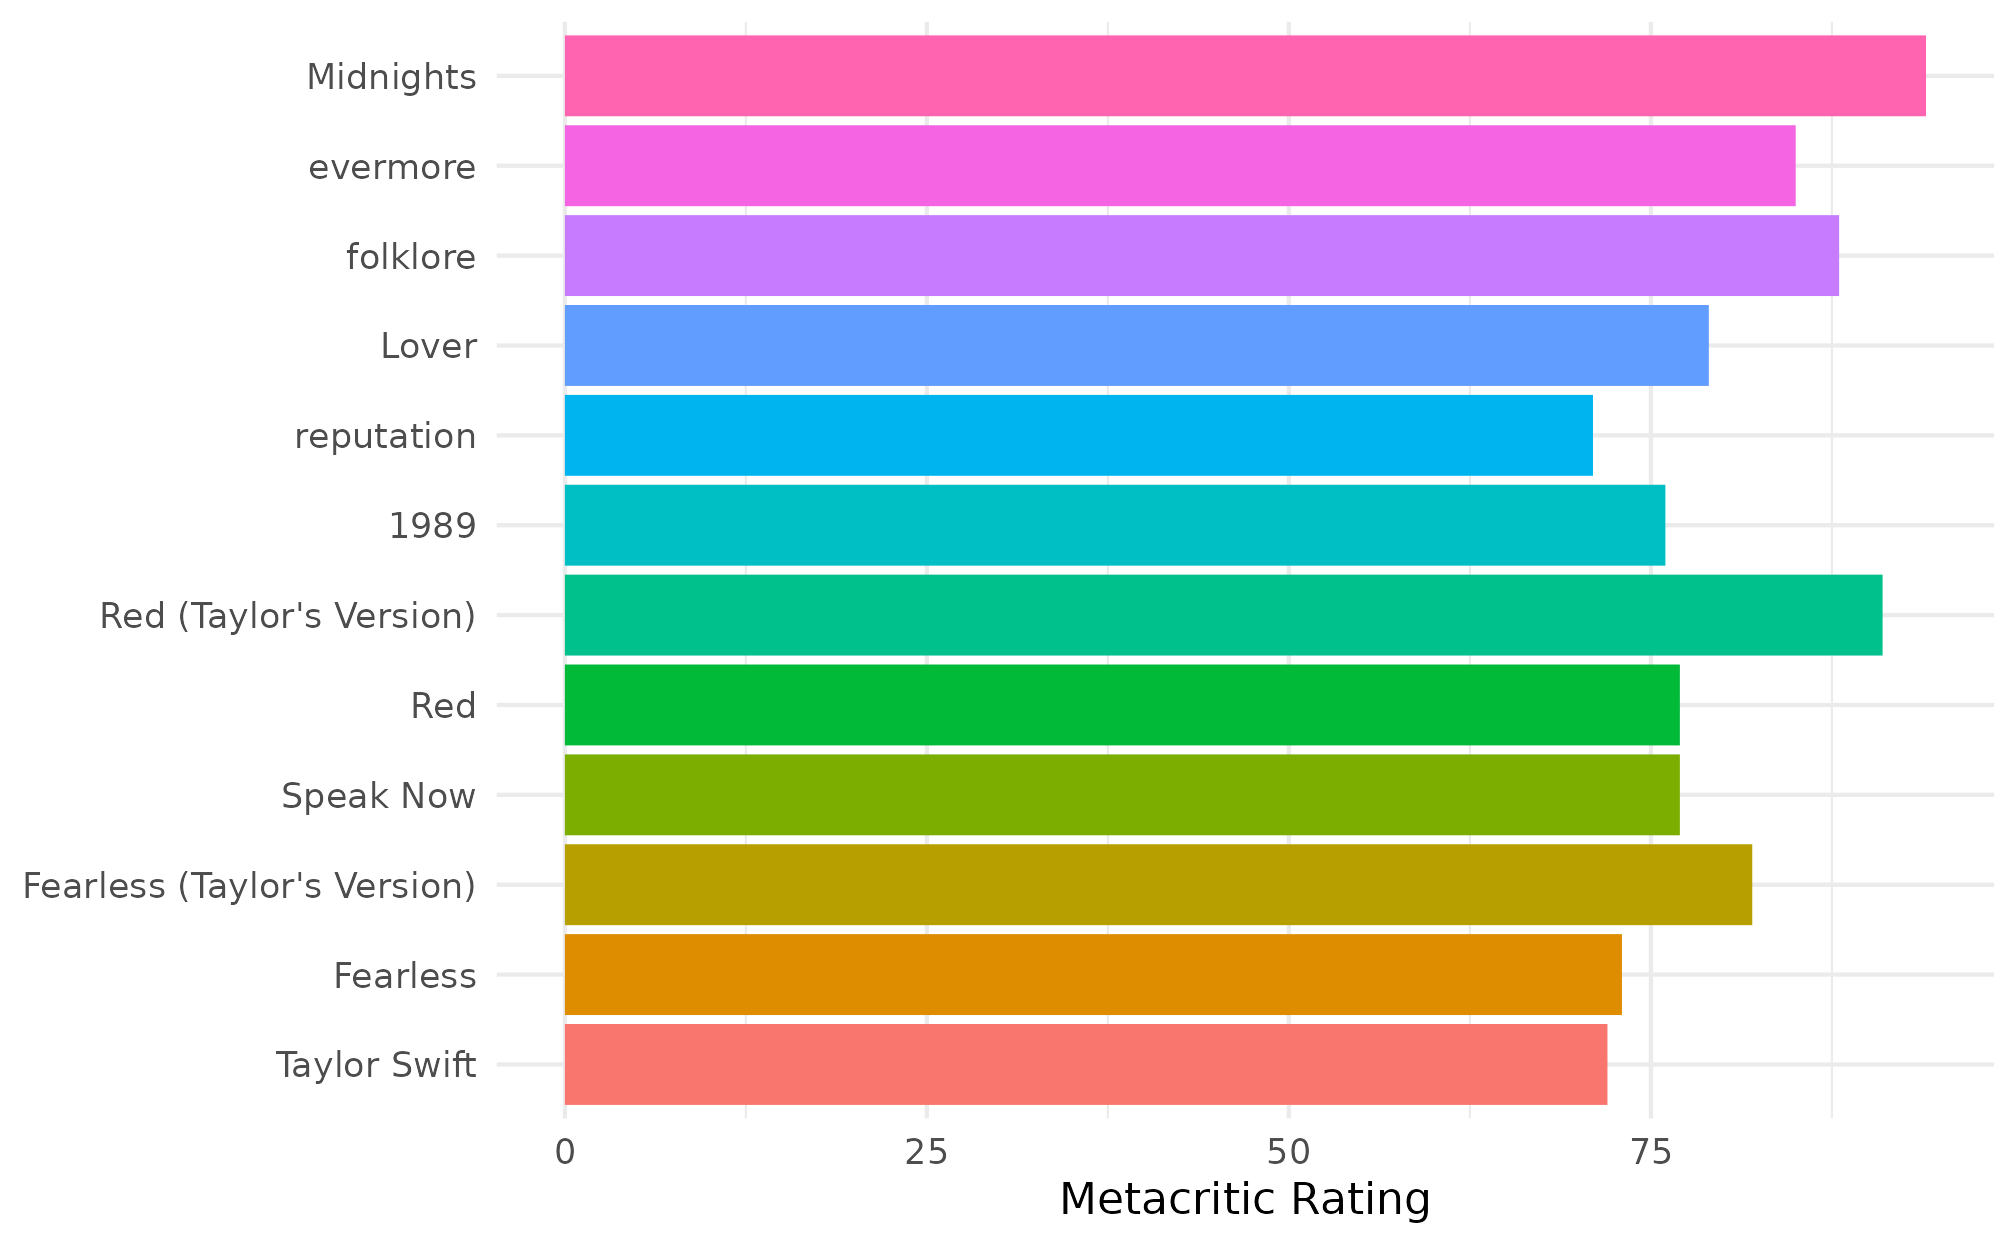 Midnights
evermore
folklore
Lover
reputation
1989
Red (Taylor's Version)
Red
Speak Now
Fearless (Taylor's Version)
Fearless
Taylor Swift
0 25 50 75
Metacritic Rating